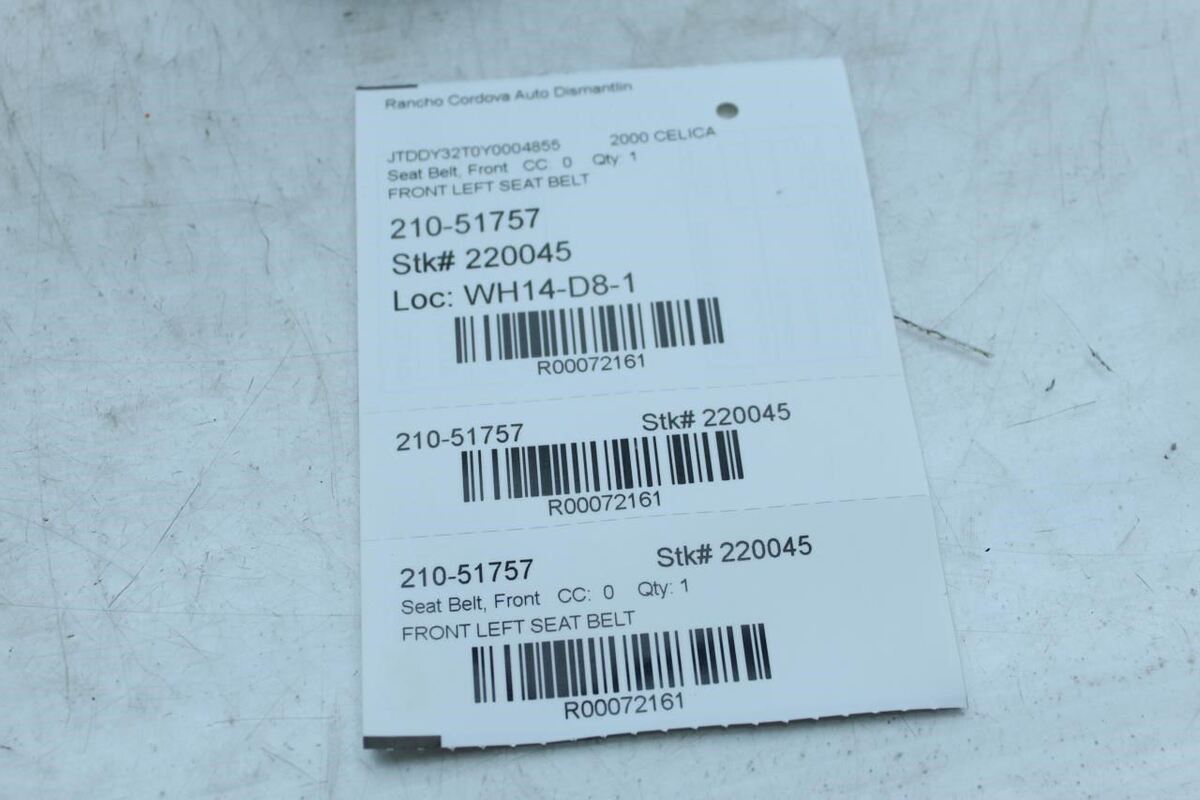 Rancho Cordova Auto Dismantlin
JTDDY32T0Y0004855 2000 CELICA
Seat Belt, Front CC: 0 Qty: 1
FRONT LEFT SEAT BELT
210-51757
Stk# 220045
Loc: WH14-D8-1
R00072161
210-51757 Stk# 220045
R00072161
210-51757 Stk# 220045
Seat Belt, Front CC: 0 Qty: 1
FRONT LEFT SEAT BELT
R00072161